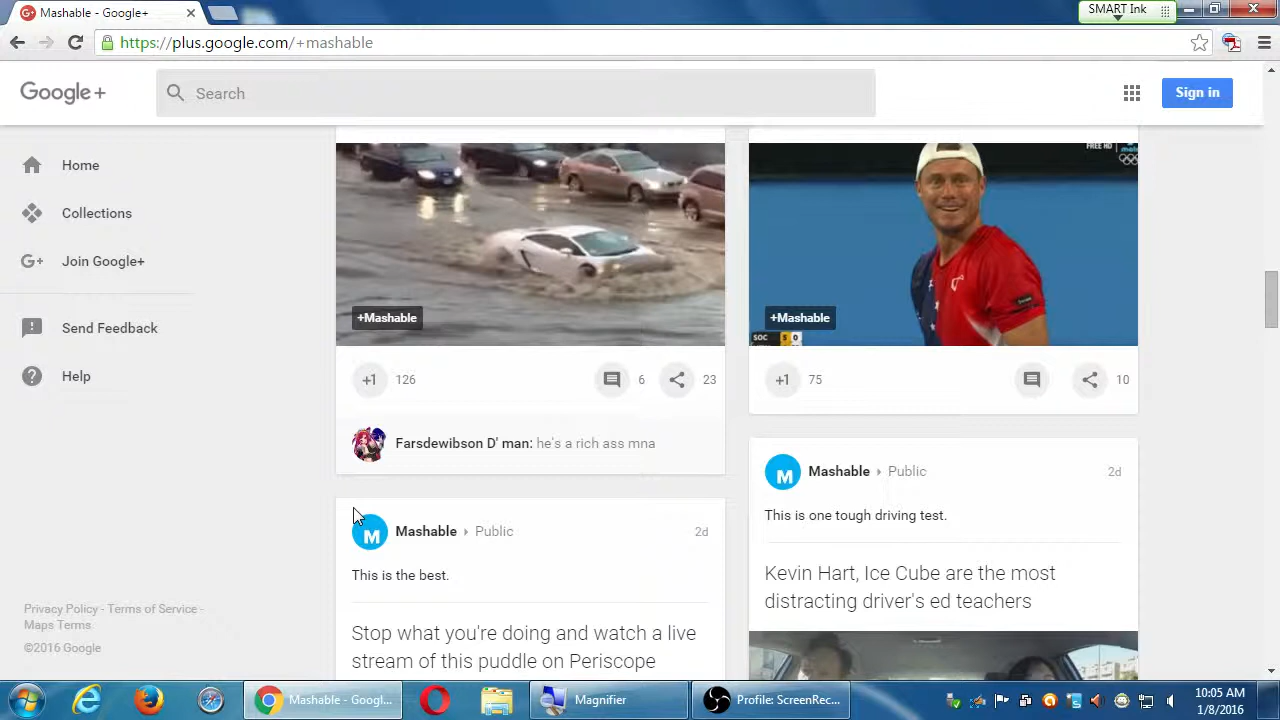 Mashable - Google+
SMART Ink
https://plus.google.com/+mashable
Google+
Search
Sign in
Home
Collections
Join Google+
Send Feedback
Help
Privacy Policy - Terms of Service -
Maps Terms
©2016 Google
+Mashable
+1 126 6 23
Farsdewibson D' man: he's a rich ass mna
M Mashable Public 2d
This is the best.
Stop what you're doing and watch a live
stream of this puddle on Periscope
FREE HD
SOC 5 0
+Mashable
+1 75 10
M Mashable Public 2d
This is one tough driving test.
Kevin Hart, Ice Cube are the most
distracting driver's ed teachers
Mashable - Googl...
Magnifier
Profile: ScreenRec...
10:05 AM
1/8/2016